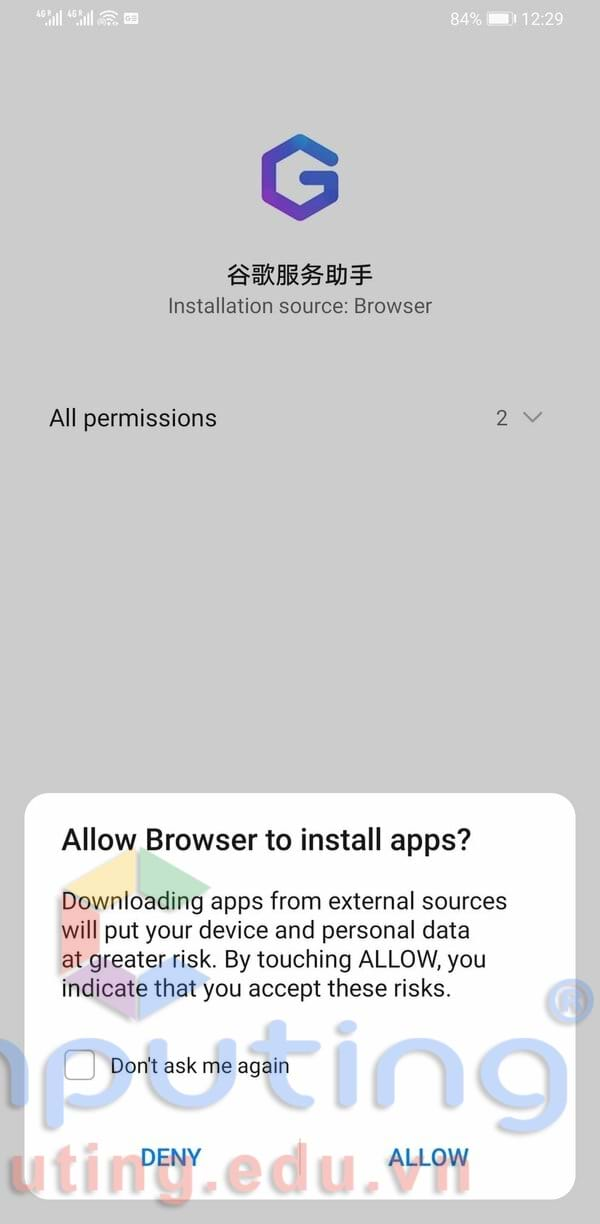 4G R 4G R 84% 12:29
谷歌服务助手
Installation source: Browser
All permissions 2
Allow Browser to install apps?
Downloading apps from external sources
will put your device and personal data
at greater risk. By touching ALLOW, you
indicate that you accept these risks.
Don't ask me again
DENY ALLOW
mputing®
uting.edu.vn